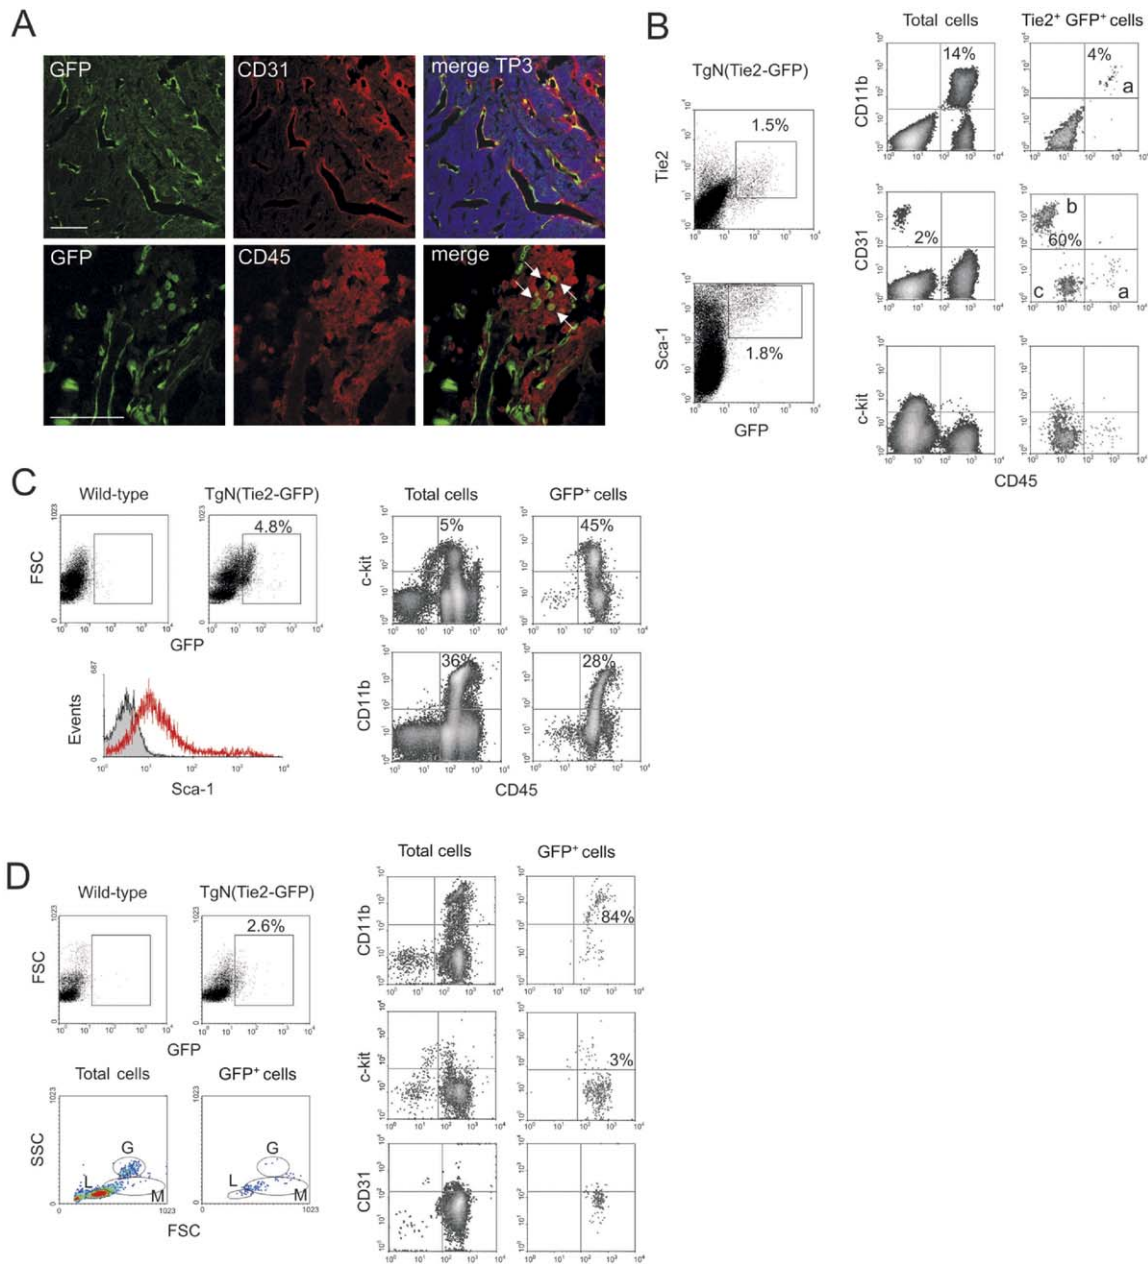 A
GFP
CD31
merge TP3
GFP
CD45
merge
B
TgN(Tie2-GFP)
1.5%
Tie2
Sca-1
1.8%
GFP
Total cells
Tie2⁺ GFP⁺ cells
14%
4%
a
CD11b
2%
b
60%
c
a
CD31
c-kit
CD45
C
Wild-type
TgN(Tie2-GFP)
4.8%
FSC
GFP
Events
Sca-1
Total cells
GFP⁺ cells
5%
45%
c-kit
36%
28%
CD11b
CD45
D
Wild-type
TgN(Tie2-GFP)
2.6%
FSC
GFP
Total cells
GFP⁺ cells
SSC
G
L
M
G
L
M
FSC
Total cells
GFP⁺ cells
CD11b
84%
c-kit
3%
CD31